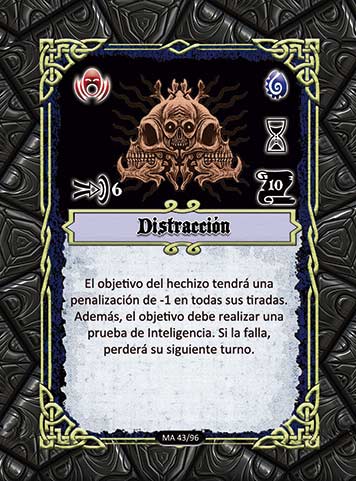 6
10
Distracción
El objetivo del hechizo tendrá una
penalización de -1 en todas sus tiradas.
Además, el objetivo debe realizar una
prueba de Inteligencia. Si la falla,
perderá su siguiente turno.
MA 43/96